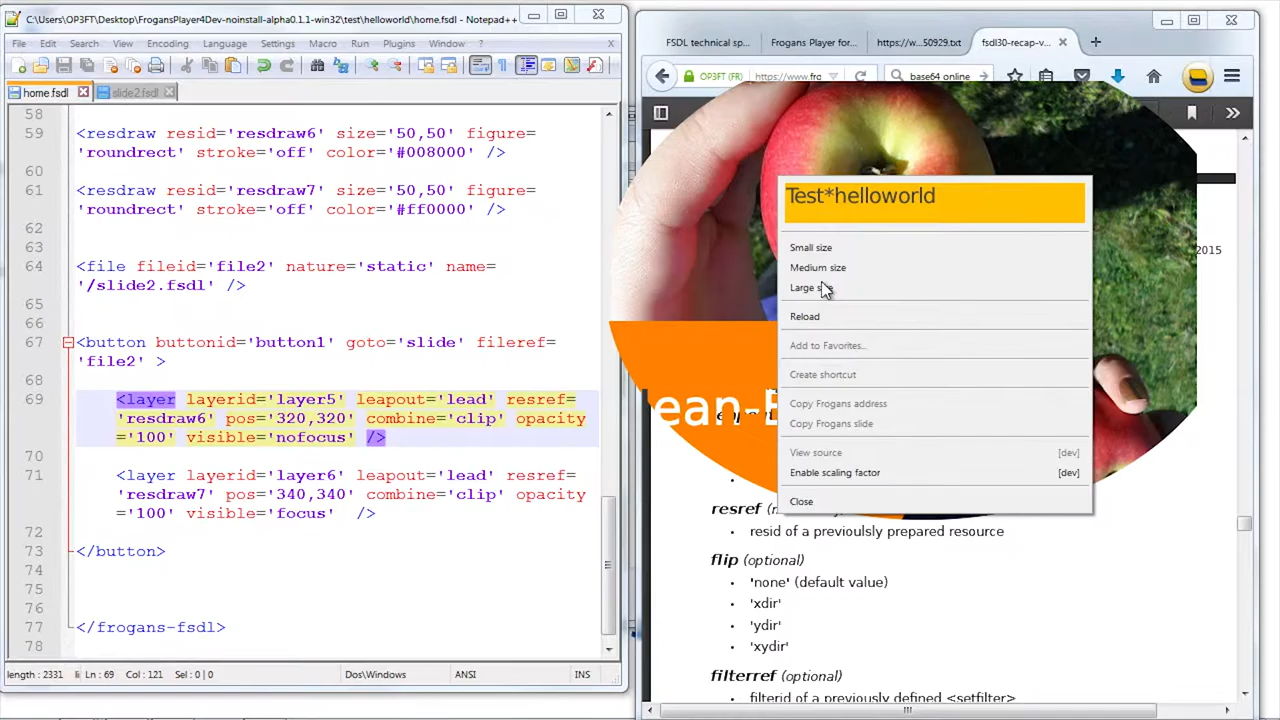 C:\Users\OP3FT\Desktop\FrogansPlayer4Dev-noinstall-alpha0.1.1-win32\test\helloworld\home.fsdl - Notepad++
File Edit Search View Encoding Language Settings Macro Run Plugins Window ? X
home.fsdl slide2.fsdl
58
59 <resdraw resid='resdraw6' size='50,50' figure=
'roundrect' stroke='off' color='#008000' />
60
61 <resdraw resid='resdraw7' size='50,50' figure=
'roundrect' stroke='off' color='#ff0000' />
62
63
64 <file fileid='file2' nature='static' name=
'/slide2.fsdl' />
65
66
67 <button buttonid='button1' goto='slide' fileref=
'file2' >
68
69 <layer layerid='layer5' leapout='lead' resref=
'resdraw6' pos='320,320' combine='clip' opacity
='100' visible='nofocus' />
70
71 <layer layerid='layer6' leapout='lead' resref=
'resdraw7' pos='340,340' combine='clip' opacity
='100' visible='focus' />
72
73 </button>
74
75
76
77 </frogans-fsdl>
78
length : 2331 Ln : 69 Col : 121 Sel : 0 | 0 Dos\Windows ANSI INS
FSDL technical sp... Frogans Player for... https://w...50929.txt fsdl30-recap-v...
OP3FT (FR) https://www.fro base64 online
2015
Test*helloworld
Small size
Medium size
Large
Reload
Add to Favorites...
Create shortcut
Copy Frogans address
Copy Frogans slide
View source [dev]
Enable scaling factor [dev]
Close
ean-
resref
• resid of a previoulsly prepared resource
flip (optional)
• 'none' (default value)
• 'xdir'
• 'ydir'
• 'xydir'
filterref (optional)
• filterid of a previously defined <setfilter>